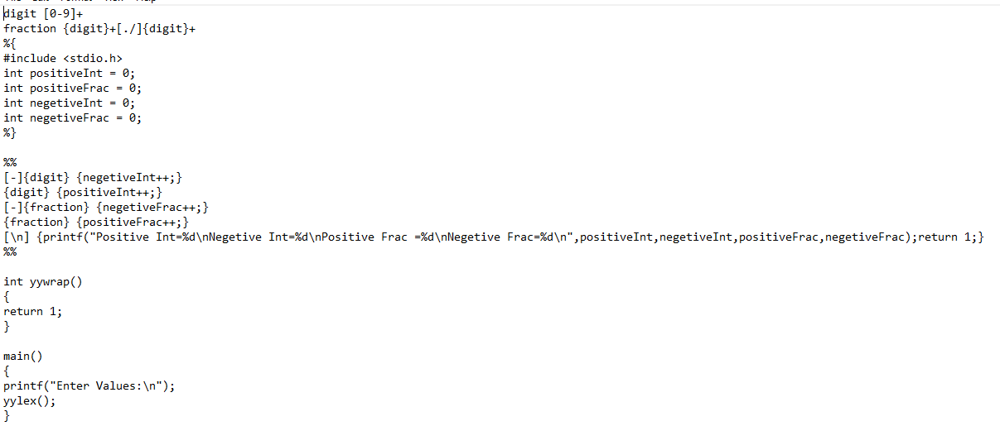 digit [0-9]+
fraction {digit}+[./]{digit}+
%{
#include <stdio.h>
int positiveInt = 0;
int positiveFrac = 0;
int negetiveInt = 0;
int negetiveFrac = 0;
%}
%%
[-]{digit} {negetiveInt++;}
{digit} {positiveInt++;}
[-]{fraction} {negetiveFrac++;}
{fraction} {positiveFrac++;}
[\n] {printf("Positive Int=%d\nNegetive Int=%d\nPositive Frac =%d\nNegetive Frac=%d\n",positiveInt,negetiveInt,positiveFrac,negetiveFrac);return 1;}
%%
int yywrap()
{
return 1;
}
main()
{
printf("Enter Values:\n");
yylex();
}